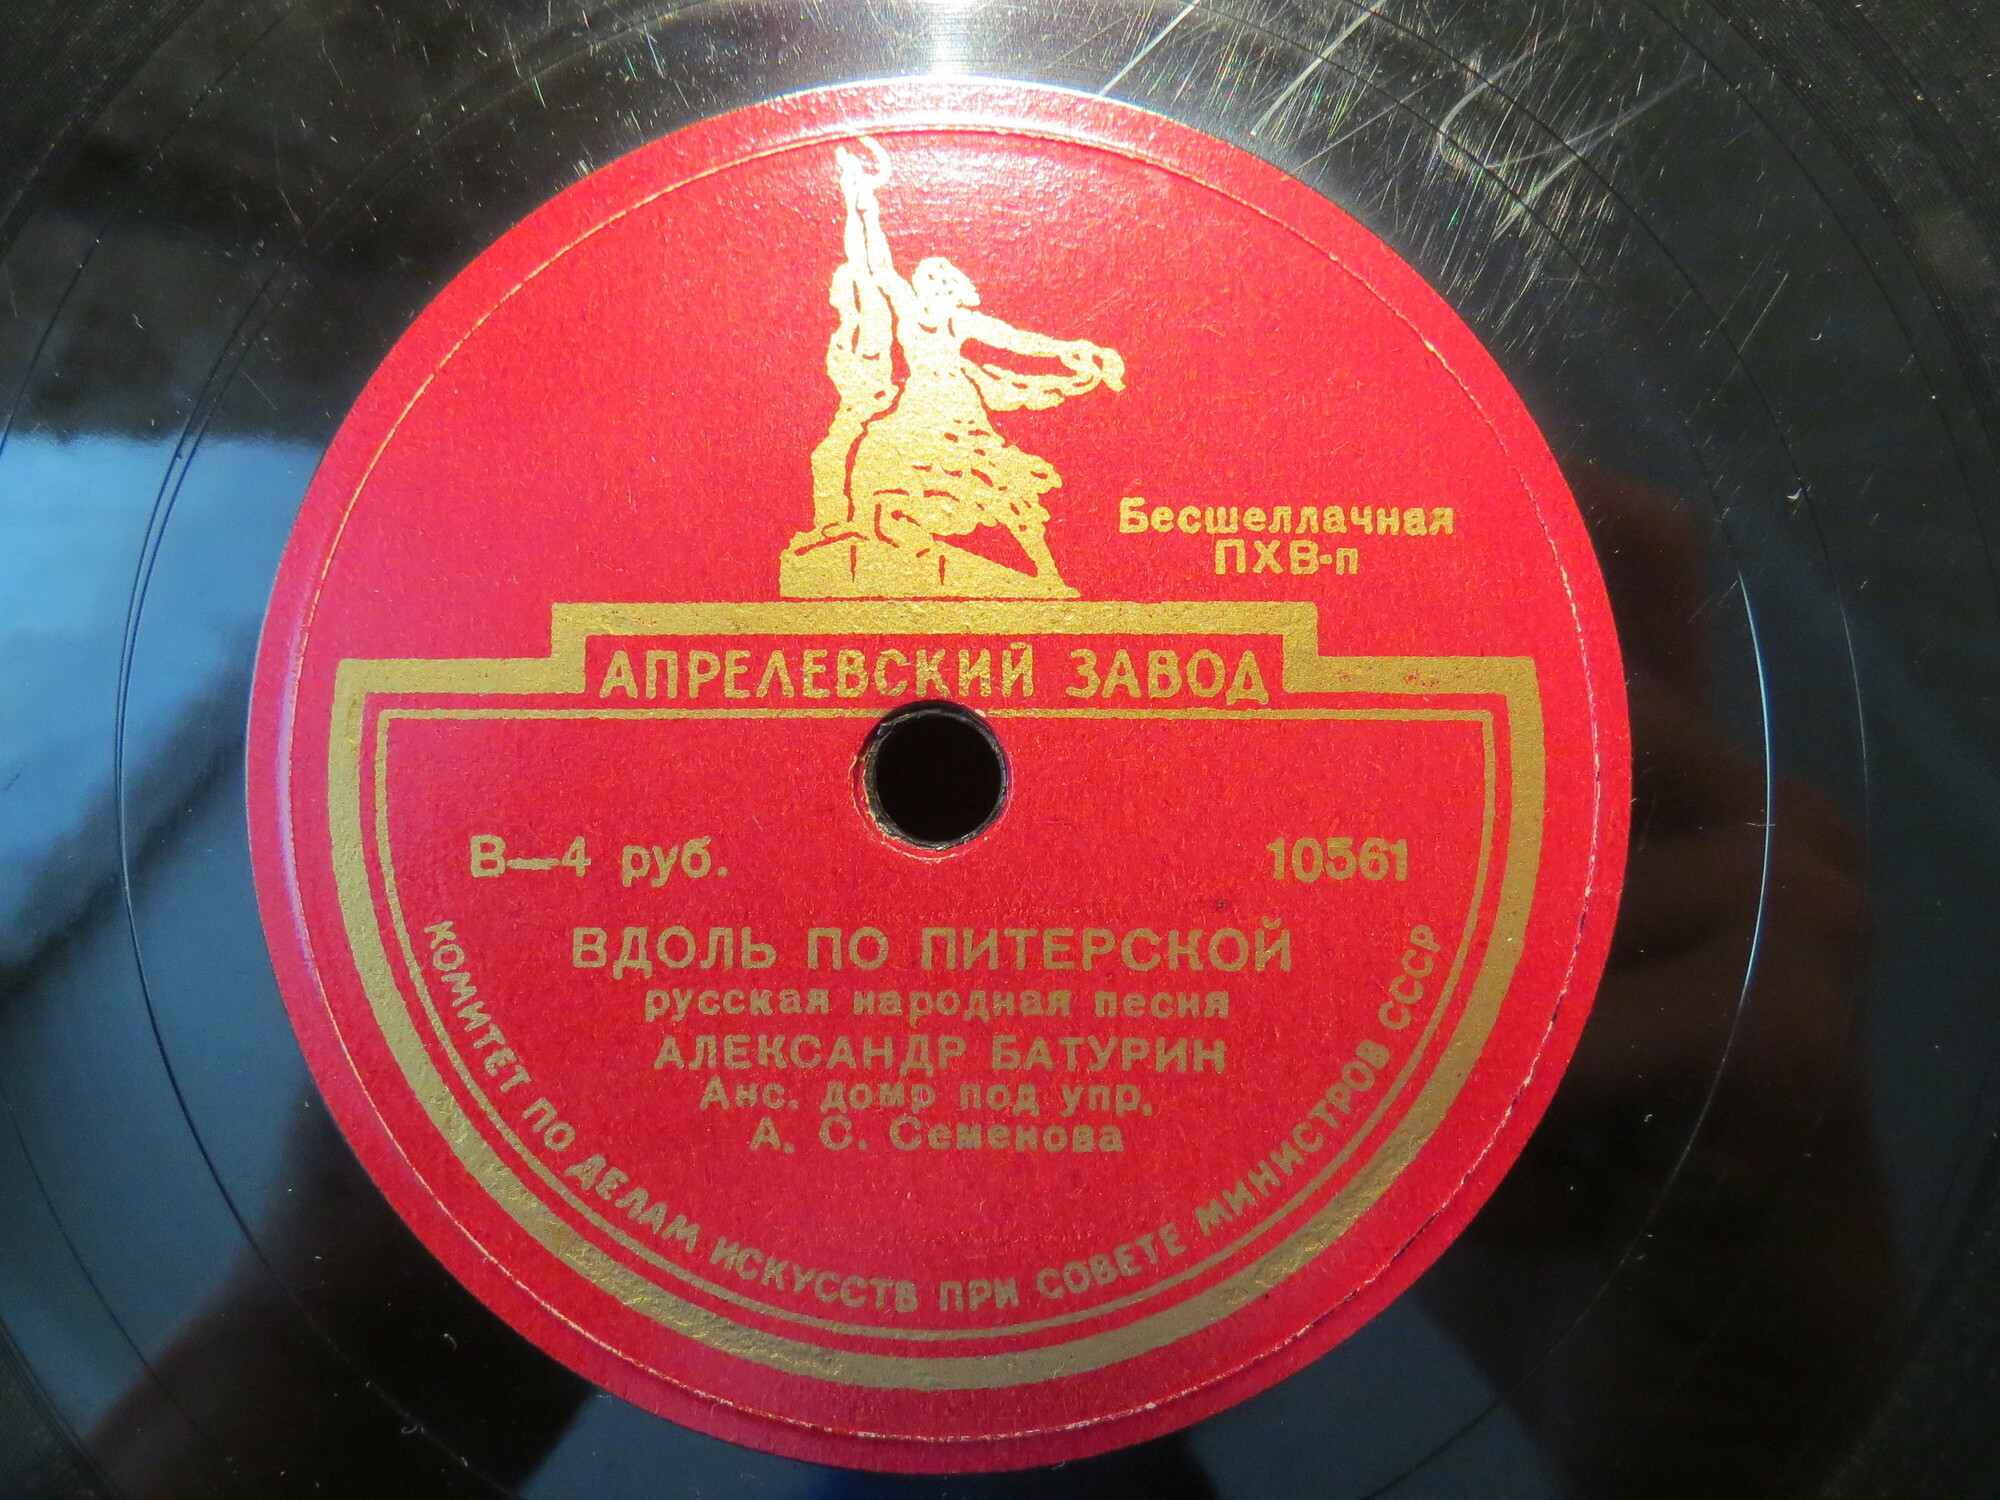 Бесшеллачная
ПХВ-п
АПРЕЛЕВСКИЙ ЗАВОД
В—4 руб.
10561
ВДОЛЬ ПО ПИТЕРСКОЙ
русская народная песня
АЛЕКСАНДР БАТУРИН
Анс. домр под упр.
А. С. Семенова
КОМИТЕТ ПО ДЕЛАМ ИСКУССТВ ПРИ СОВЕТЕ МИНИСТРОВ СССР